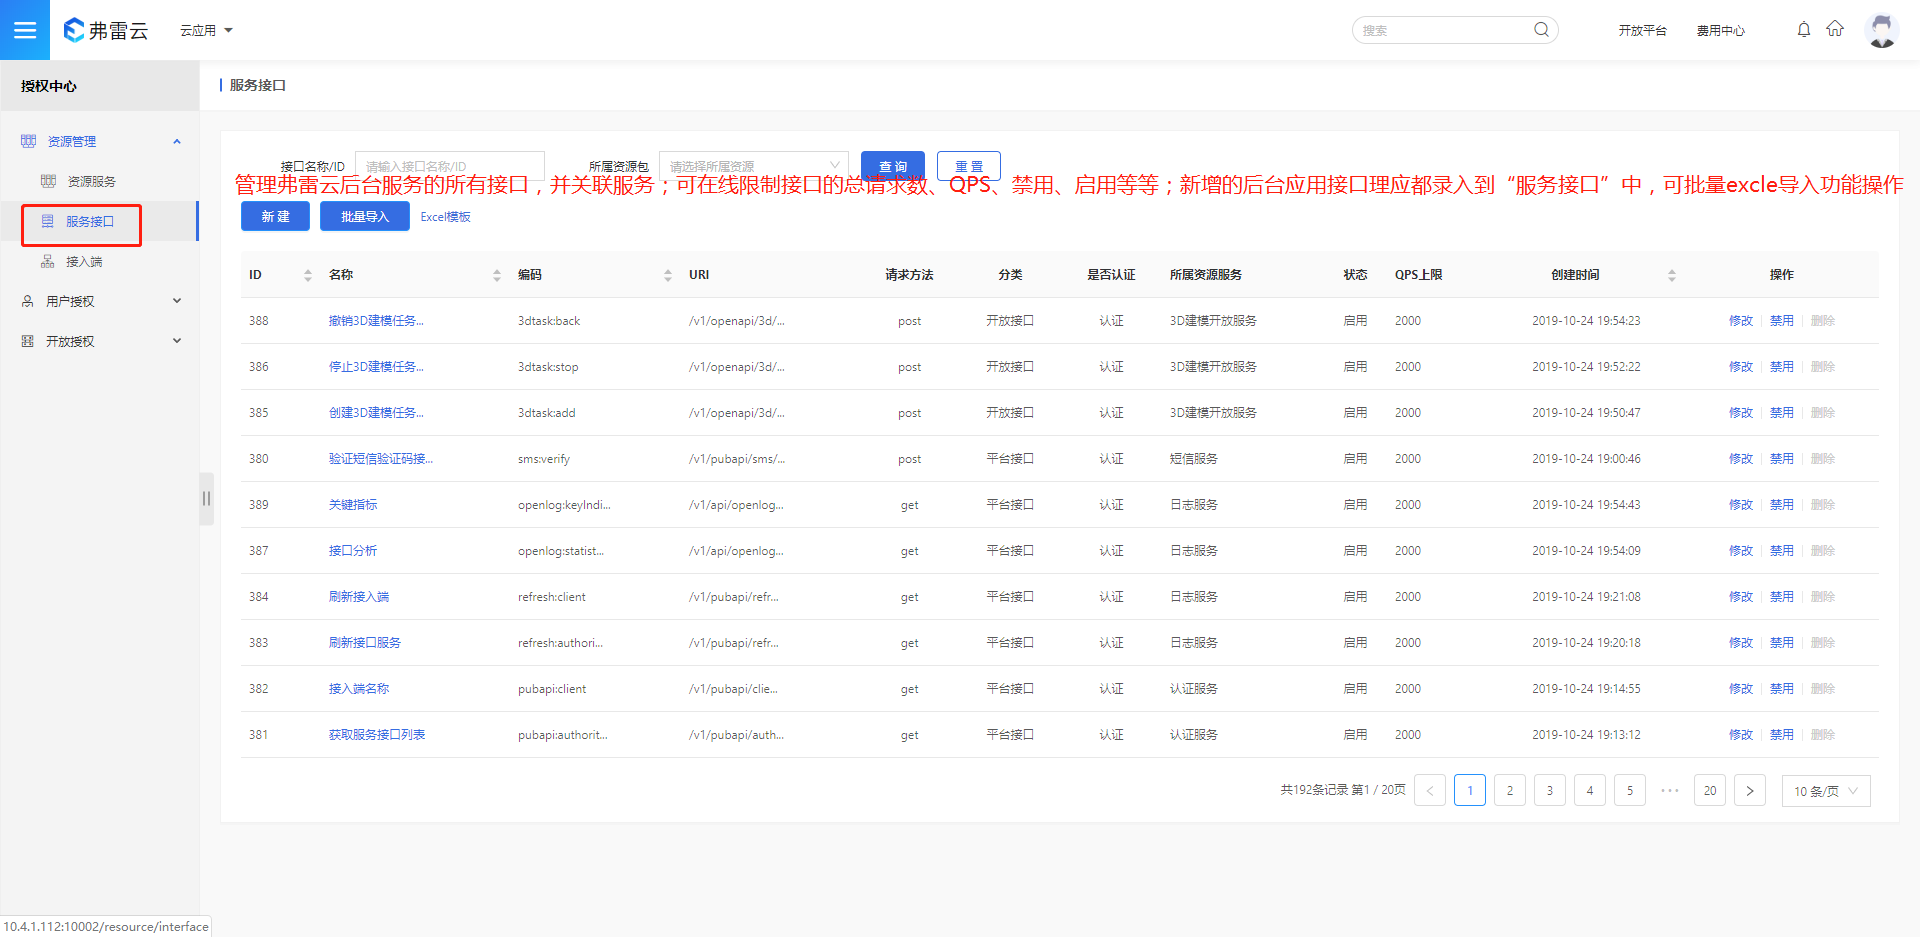 弗雷云 云应用 搜索 开放平台 费用中心
授权中心
服务接口
资源管理
资源服务
服务接口
接入端
用户授权
开放授权
接口名称/ID 请输入接口名称/ID 所属资源包 请选择所属资源 查 询 重 置
管理弗雷云后台服务的所有接口，并关联服务；可在线限制接口的总请求数、QPS、禁用、启用等等；新增的后台应用接口理应都录入到“服务接口”中，可批量excle导入功能操作
新 建 批量导入 Excel模板
ID 名称 编码 URI 请求方法 分类 是否认证 所属资源服务 状态 QPS上限 创建时间 操作
388 撤销3D建模任务... 3dtask:back /v1/openapi/3d/... post 开放接口 认证 3D建模开放服务 启用 2000 2019-10-24 19:54:23 修改 禁用 删除
386 停止3D建模任务... 3dtask:stop /v1/openapi/3d/... post 开放接口 认证 3D建模开放服务 启用 2000 2019-10-24 19:52:22 修改 禁用 删除
385 创建3D建模任务... 3dtask:add /v1/openapi/3d/... post 开放接口 认证 3D建模开放服务 启用 2000 2019-10-24 19:50:47 修改 禁用 删除
380 验证短信验证码接... sms:verify /v1/pubapi/sms/... post 平台接口 认证 短信服务 启用 2000 2019-10-24 19:00:46 修改 禁用 删除
389 关键指标 openlog:keyIndi... /v1/api/openlog... get 平台接口 认证 日志服务 启用 2000 2019-10-24 19:54:43 修改 禁用 删除
387 接口分析 openlog:statist... /v1/api/openlog... get 平台接口 认证 日志服务 启用 2000 2019-10-24 19:54:09 修改 禁用 删除
384 刷新接入端 refresh:client /v1/pubapi/refr... get 平台接口 认证 日志服务 启用 2000 2019-10-24 19:21:08 修改 禁用 删除
383 刷新接口服务 refresh:authori... /v1/pubapi/refr... get 平台接口 认证 日志服务 启用 2000 2019-10-24 19:20:18 修改 禁用 删除
382 接入端名称 pubapi:client /v1/pubapi/clie... get 平台接口 认证 认证服务 启用 2000 2019-10-24 19:14:55 修改 禁用 删除
381 获取服务接口列表 pubapi:authorit... /v1/pubapi/auth... get 平台接口 认证 认证服务 启用 2000 2019-10-24 19:13:12 修改 禁用 删除
共192条记录 第1 / 20页 < 1 2 3 4 5 ••• 20 > 10 条/页
10.4.1.112:10002/resource/interface